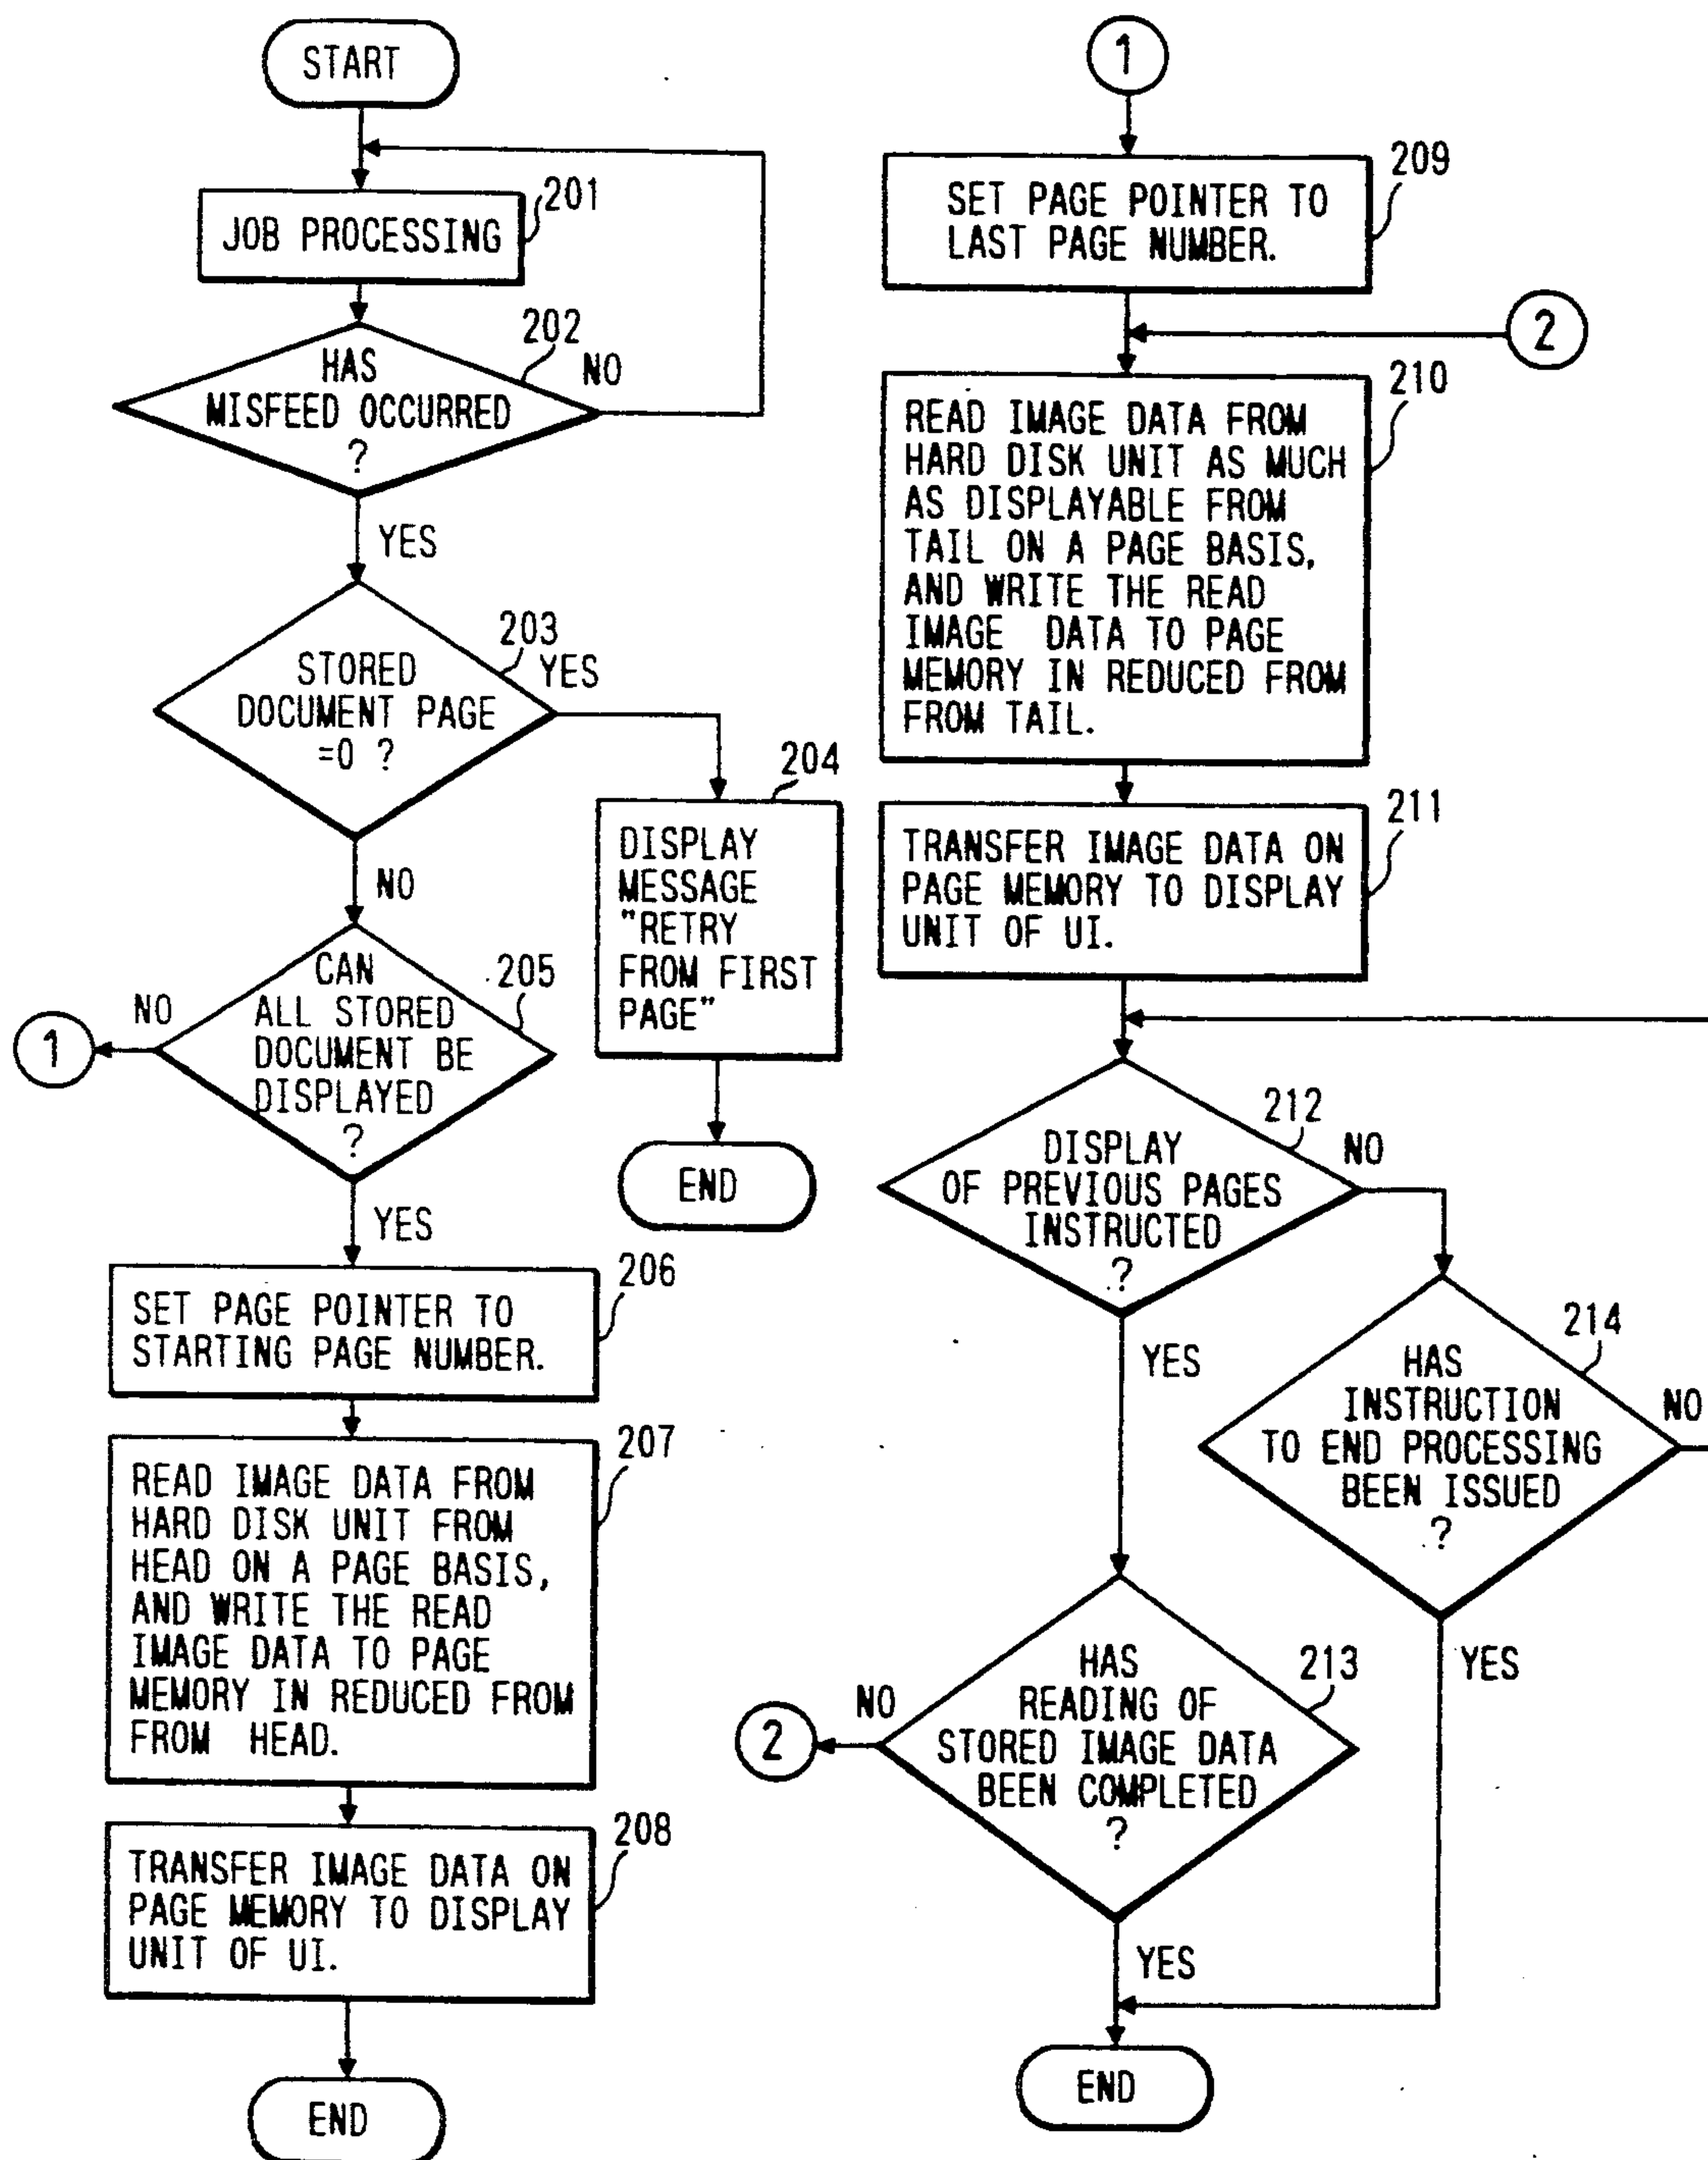 START
201
JOB PROCESSING
202
HAS
MISFEED OCCURRED
?
NO
YES
203
STORED
DOCUMENT PAGE
=0 ?
YES
204
DISPLAY
MESSAGE
"RETRY
FROM FIRST
PAGE"
END
NO
205
CAN
ALL STORED
DOCUMENT BE
DISPLAYED
?
NO
1
YES
206
SET PAGE POINTER TO
STARTING PAGE NUMBER.
207
READ IMAGE DATA FROM
HARD DISK UNIT FROM
HEAD ON A PAGE BASIS,
AND WRITE THE READ
IMAGE DATA TO PAGE
MEMORY IN REDUCED FROM
FROM HEAD.
208
TRANSFER IMAGE DATA ON
PAGE MEMORY TO DISPLAY
UNIT OF UI.
END
1
209
SET PAGE POINTER TO
LAST PAGE NUMBER.
2
210
READ IMAGE DATA FROM
HARD DISK UNIT AS MUCH
AS DISPLAYABLE FROM
TAIL ON A PAGE BASIS,
AND WRITE THE READ
IMAGE DATA TO PAGE
MEMORY IN REDUCED FROM
FROM TAIL.
211
TRANSFER IMAGE DATA ON
PAGE MEMORY TO DISPLAY
UNIT OF UI.
212
DISPLAY
OF PREVIOUS PAGES
INSTRUCTED
?
NO
YES
214
HAS
INSTRUCTION
TO END PROCESSING
BEEN ISSUED
?
NO
YES
213
HAS
READING OF
STORED IMAGE DATA
BEEN COMPLETED
?
NO
2
YES
END